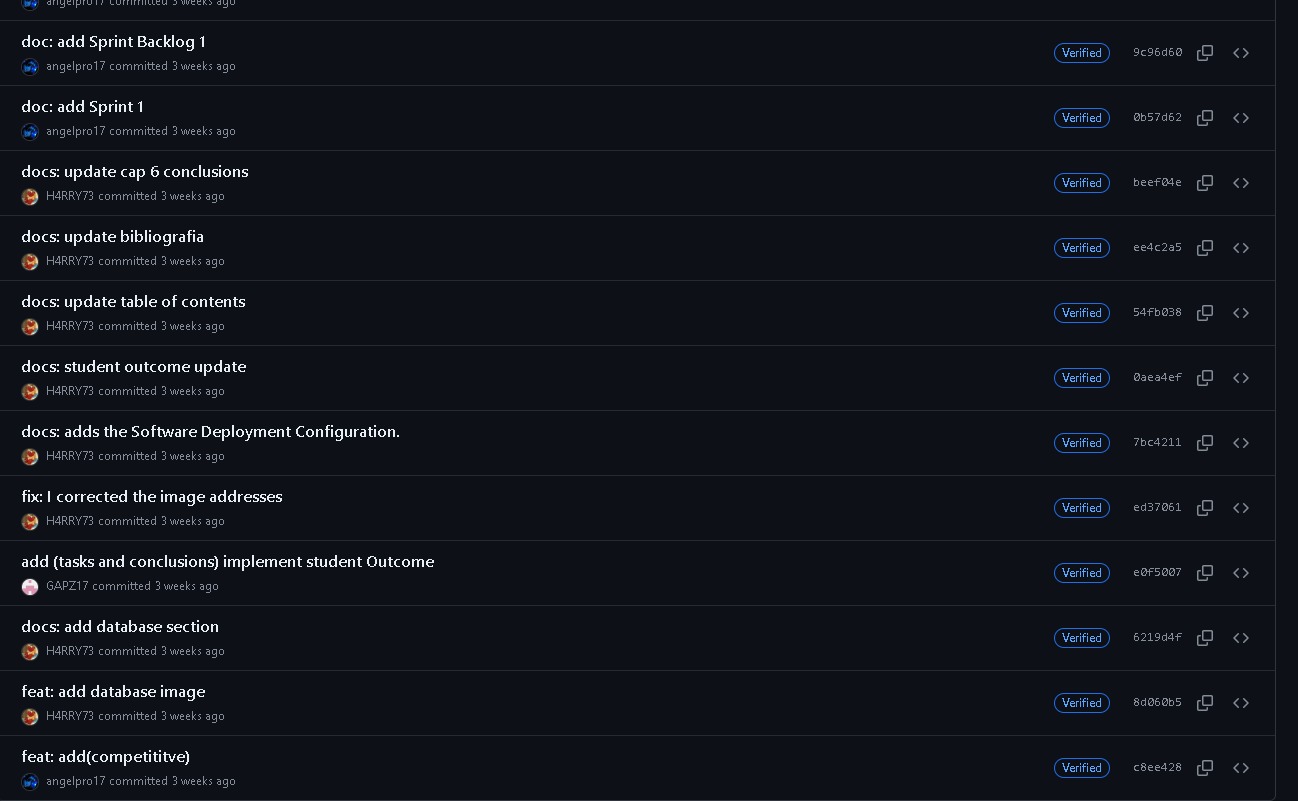 angelpro17 committed 3 weeks ago
doc: add Sprint Backlog 1
angelpro17 committed 3 weeks ago
Verified
9c96d60
doc: add Sprint 1
angelpro17 committed 3 weeks ago
Verified
0b57d62
docs: update cap 6 conclusions
H4RRY73 committed 3 weeks ago
Verified
beef04e
docs: update bibliografia
H4RRY73 committed 3 weeks ago
Verified
ee4c2a5
docs: update table of contents
H4RRY73 committed 3 weeks ago
Verified
54fb038
docs: student outcome update
H4RRY73 committed 3 weeks ago
Verified
0aea4ef
docs: adds the Software Deployment Configuration.
H4RRY73 committed 3 weeks ago
Verified
7bc4211
fix: I corrected the image addresses
H4RRY73 committed 3 weeks ago
Verified
ed37061
add (tasks and conclusions) implement student Outcome
GAPZ17 committed 3 weeks ago
Verified
e0f5007
docs: add database section
H4RRY73 committed 3 weeks ago
Verified
6219d4f
feat: add database image
H4RRY73 committed 3 weeks ago
Verified
8d060b5
feat: add(competititve)
angelpro17 committed 3 weeks ago
Verified
c8ee428